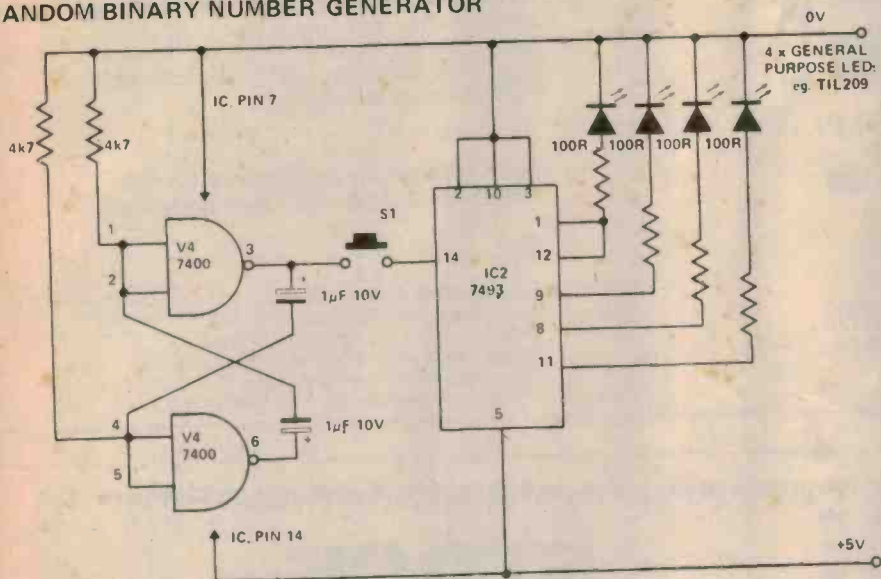 ANDOM BINARY NUMBER GENERATOR
0V
4 x GENERAL
PURPOSE LED:
eg. TIL209
IC, PIN 7
4k7
4k7
100R
100R
100R
100R
2
10
3
1
V4
7400
3
S1
14
1
12
IC2
7493
2
1µF 10V
9
8
11
4
V4
7400
6
1µF 10V
5
5
+
+
IC, PIN 14
+5V